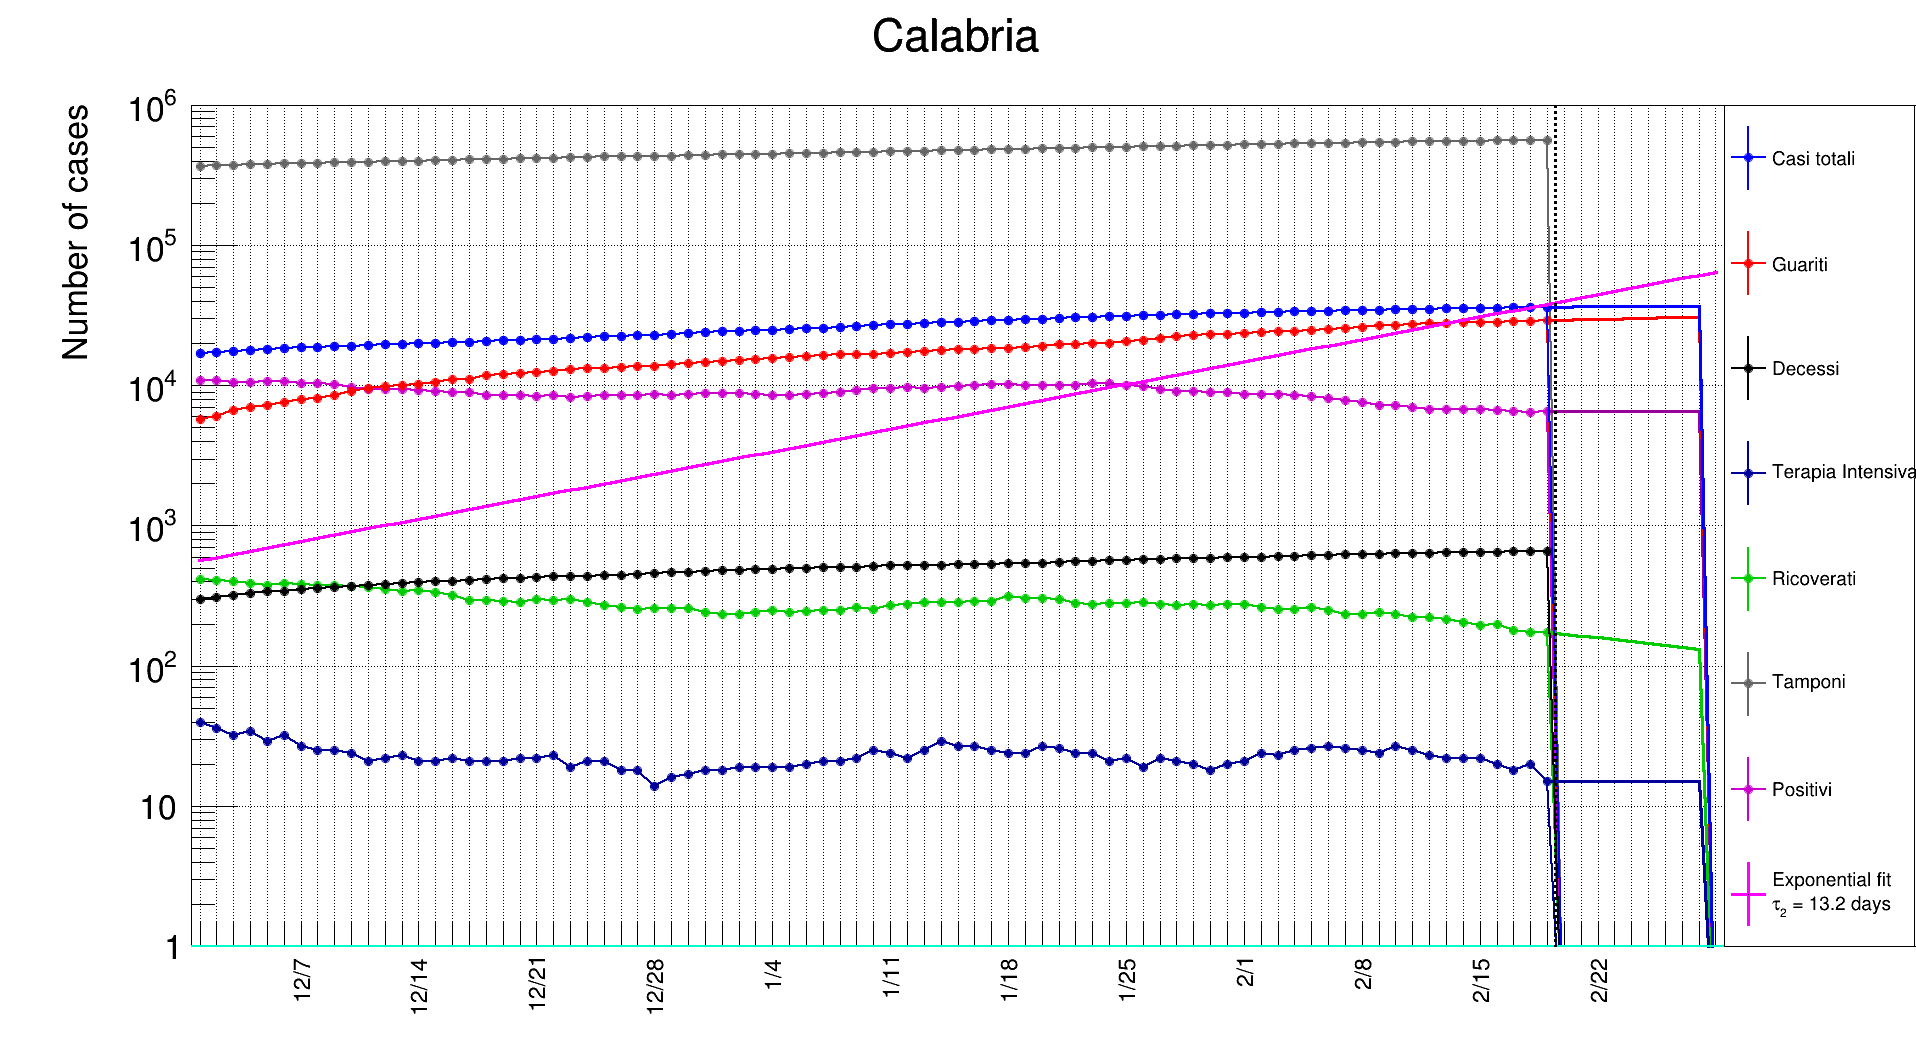 Calabria
Number of cases
10^6
10^5
10^4
10^3
10^2
10
1
12/7
12/14
12/21
12/28
1/4
1/11
1/18
1/25
2/1
2/8
2/15
2/22
Casi totali
Guariti
Decessi
Terapia Intensiva
Ricoverati
Tamponi
Positivi
Exponential fit
τ_2 = 13.2 days